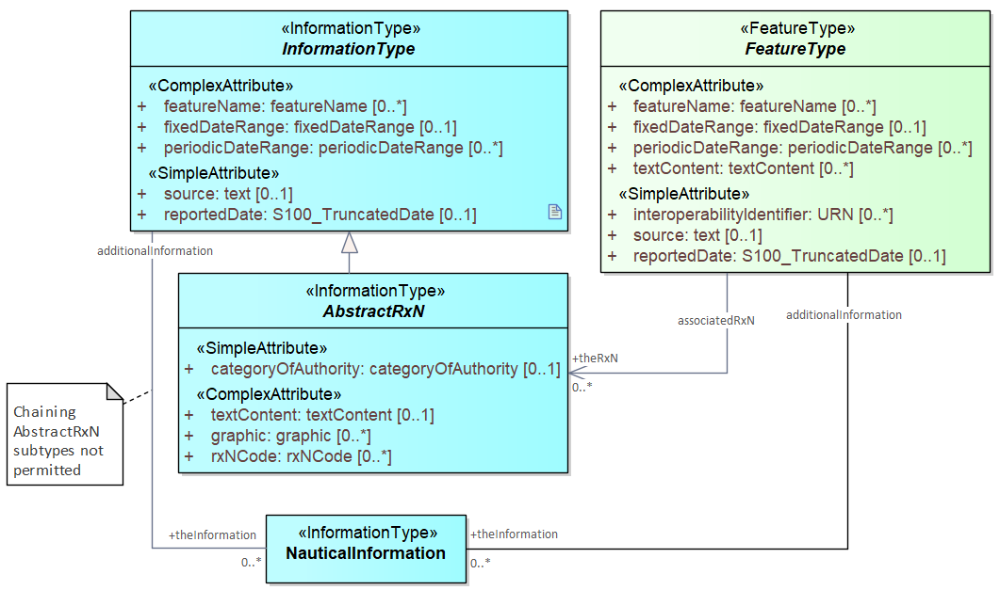 «InformationType»
InformationType
«ComplexAttribute»
+ featureName: featureName [0..*]
+ fixedDateRange: fixedDateRange [0..1]
+ periodicDateRange: periodicDateRange [0..*]
«SimpleAttribute»
+ source: text [0..1]
+ reportedDate: S100_TruncatedDate [0..1]
«FeatureType»
FeatureType
«ComplexAttribute»
+ featureName: featureName [0..*]
+ fixedDateRange: fixedDateRange [0..1]
+ periodicDateRange: periodicDateRange [0..*]
+ textContent: textContent [0..*]
«SimpleAttribute»
+ interoperabilityIdentifier: URN [0..*]
+ source: text [0..1]
+ reportedDate: S100_TruncatedDate [0..1]
additionalInformation
«InformationType»
AbstractRxN
«SimpleAttribute»
+ categoryOfAuthority: categoryOfAuthority [0..1]
«ComplexAttribute»
+ textContent: textContent [0..1]
+ graphic: graphic [0..*]
+ rxNCode: rxNCode [0..*]
associatedRxN
additionalInformation
+theRxN
0..*
Chaining
AbstractRxN
subtypes not
permitted
+theInformation
0..*
«InformationType»
NauticalInformation
+theInformation
0..*